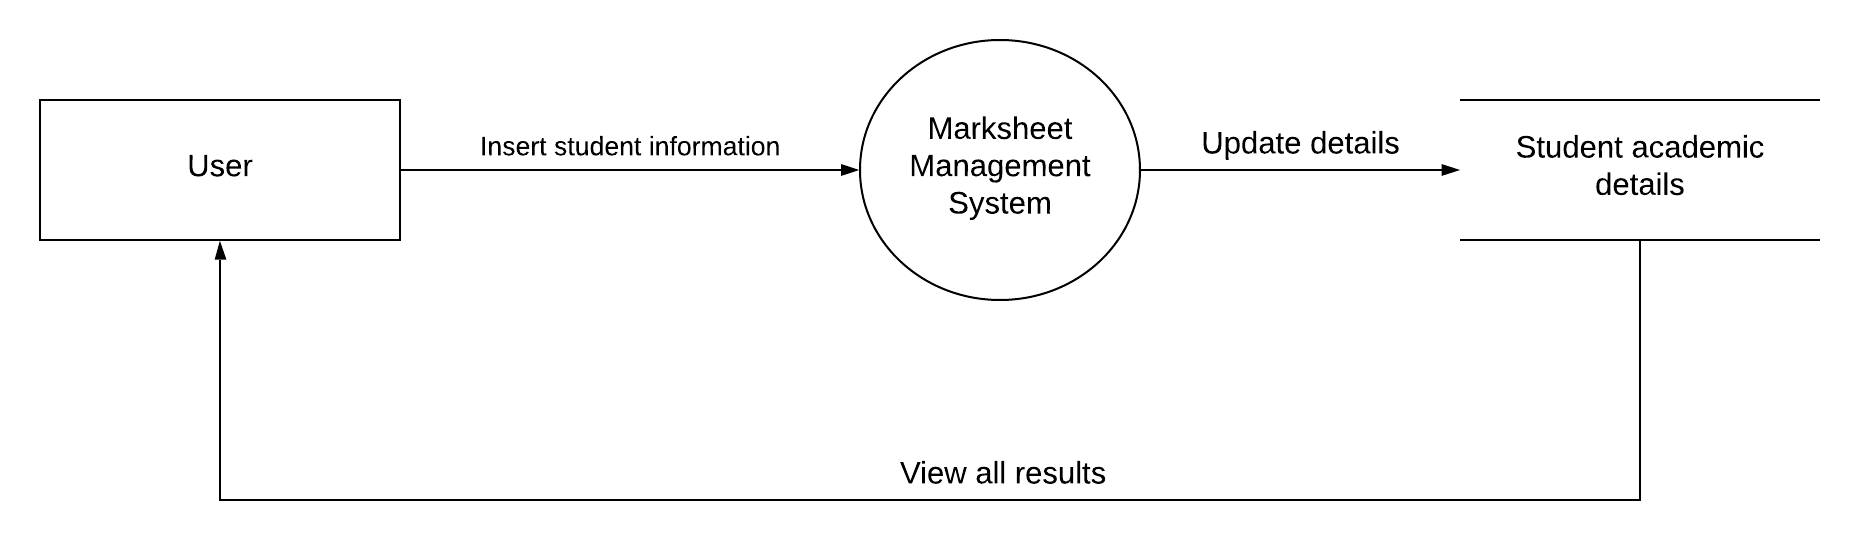 User
Insert student information
Marksheet
Management
System
Update details
Student academic
details
View all results